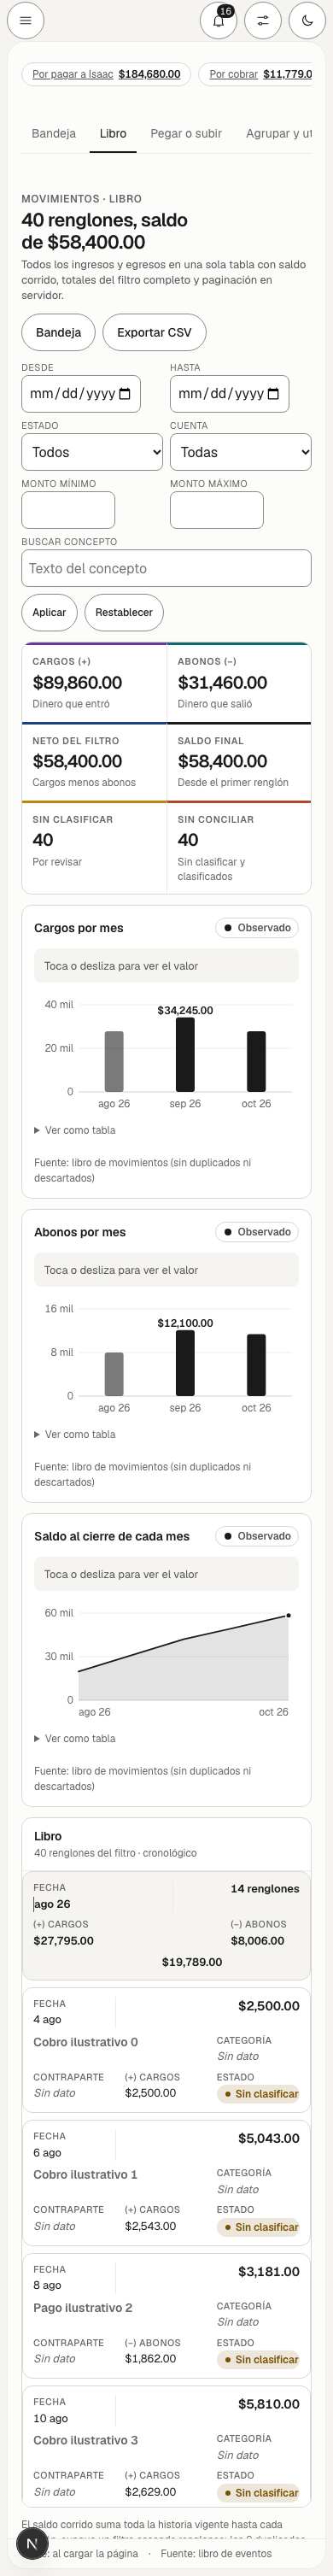 16
Por pagar a Isaac $184,680.00
Por cobrar $11,779.0
Bandeja Libro Pegar o subir Agrupar y ut
MOVIMIENTOS · LIBRO
40 renglones, saldo
de $58,400.00
Todos los ingresos y egresos en una sola tabla con saldo
corrido, totales del filtro completo y paginación en
servidor.
Bandeja Exportar CSV
DESDE HASTA
mm/dd/yyyy mm/dd/yyyy
ESTADO CUENTA
Todos Todas
MONTO MÍNIMO MONTO MÁXIMO
BUSCAR CONCEPTO
Texto del concepto
Aplicar Restablecer
CARGOS (+) ABONOS (−)
$89,860.00 $31,460.00
Dinero que entró Dinero que salió
NETO DEL FILTRO SALDO FINAL
$58,400.00 $58,400.00
Cargos menos abonos Desde el primer renglón
SIN CLASIFICAR SIN CONCILIAR
40 40
Por revisar Sin clasificar y
clasificados
Cargos por mes Observado
Toca o desliza para ver el valor
40 mil
$34,245.00
20 mil
0
ago 26 sep 26 oct 26
Ver como tabla
Fuente: libro de movimientos (sin duplicados ni
descartados)
Abonos por mes Observado
Toca o desliza para ver el valor
16 mil
$12,100.00
8 mil
0
ago 26 sep 26 oct 26
Ver como tabla
Fuente: libro de movimientos (sin duplicados ni
descartados)
Saldo al cierre de cada mes Observado
Toca o desliza para ver el valor
60 mil
30 mil
0
ago 26 oct 26
Ver como tabla
Fuente: libro de movimientos (sin duplicados ni
descartados)
Libro
40 renglones del filtro · cronológico
FECHA 14 renglones
ago 26
(+) CARGOS (−) ABONOS
$27,795.00 $8,006.00
$19,789.00
FECHA $2,500.00
4 ago
Cobro ilustrativo 0 CATEGORÍA
Sin dato
CONTRAPARTE (+) CARGOS ESTADO
Sin dato $2,500.00 Sin clasificar
FECHA $5,043.00
6 ago
Cobro ilustrativo 1 CATEGORÍA
Sin dato
CONTRAPARTE (+) CARGOS ESTADO
Sin dato $2,543.00 Sin clasificar
FECHA $3,181.00
8 ago
Pago ilustrativo 2 CATEGORÍA
Sin dato
CONTRAPARTE (−) ABONOS ESTADO
Sin dato $1,862.00 Sin clasificar
FECHA $5,810.00
10 ago
Cobro ilustrativo 3 CATEGORÍA
Sin dato
CONTRAPARTE (+) CARGOS ESTADO
Sin dato $2,629.00 Sin clasificar
El saldo corrido suma toda la historia vigente hasta cada
N
al cargar la página · Fuente: libro de eventos